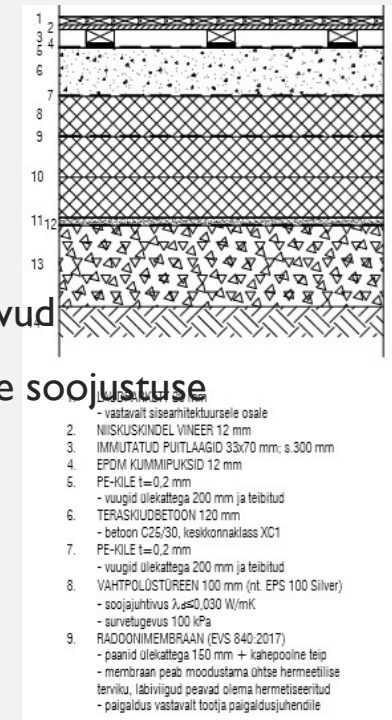 1
2
3
4
5
6
7
8
9
10
11 12
13
vud
e soojustuse
- vastavalt sisearhitektuursele osale
2. NIISKUSKINDEL VINEER 12 mm
3. IMMUTATUD PUITLAAGID 33x70 mm; s.300 mm
4. EPDM KUMMIPUKSID 12 mm
5. PE-KILE t=0,2 mm
- vuugid ülekattega 200 mm ja teibitud
6. TERASKIUDBETOON 120 mm
- betoon C25/30, keskkonnaklass XC1
7. PE-KILE t=0,2 mm
- vuugid ülekattega 200 mm ja teibitud
8. VAHTPOLÜSTÜREEN 100 mm (nt. EPS 100 Silver)
- soojajuhtivus λ.d≤0,030 W/mK
- survetugevus 100 kPa
9. RADOONIMEMBRAAN (EVS 840:2017)
- paanid ülekattega 150 mm + kahepoolne teip
- membraan peab moodustama ühtse hermeetilise
terviku, läbiviigud peavad olema hermetiseeritud
- paigaldus vastavalt tootja paigaldusjuhendile